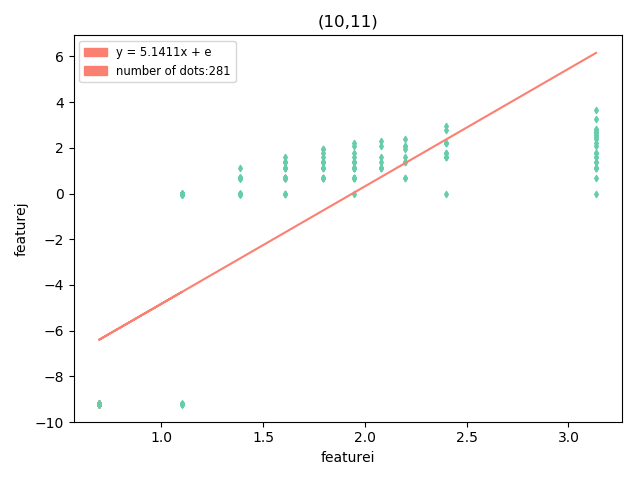 (10,11)
y = 5.1411x + e
number of dots:281
6
4
2
0
−2
−4
−6
−8
−10
featurej
1.0 1.5 2.0 2.5 3.0
featurei